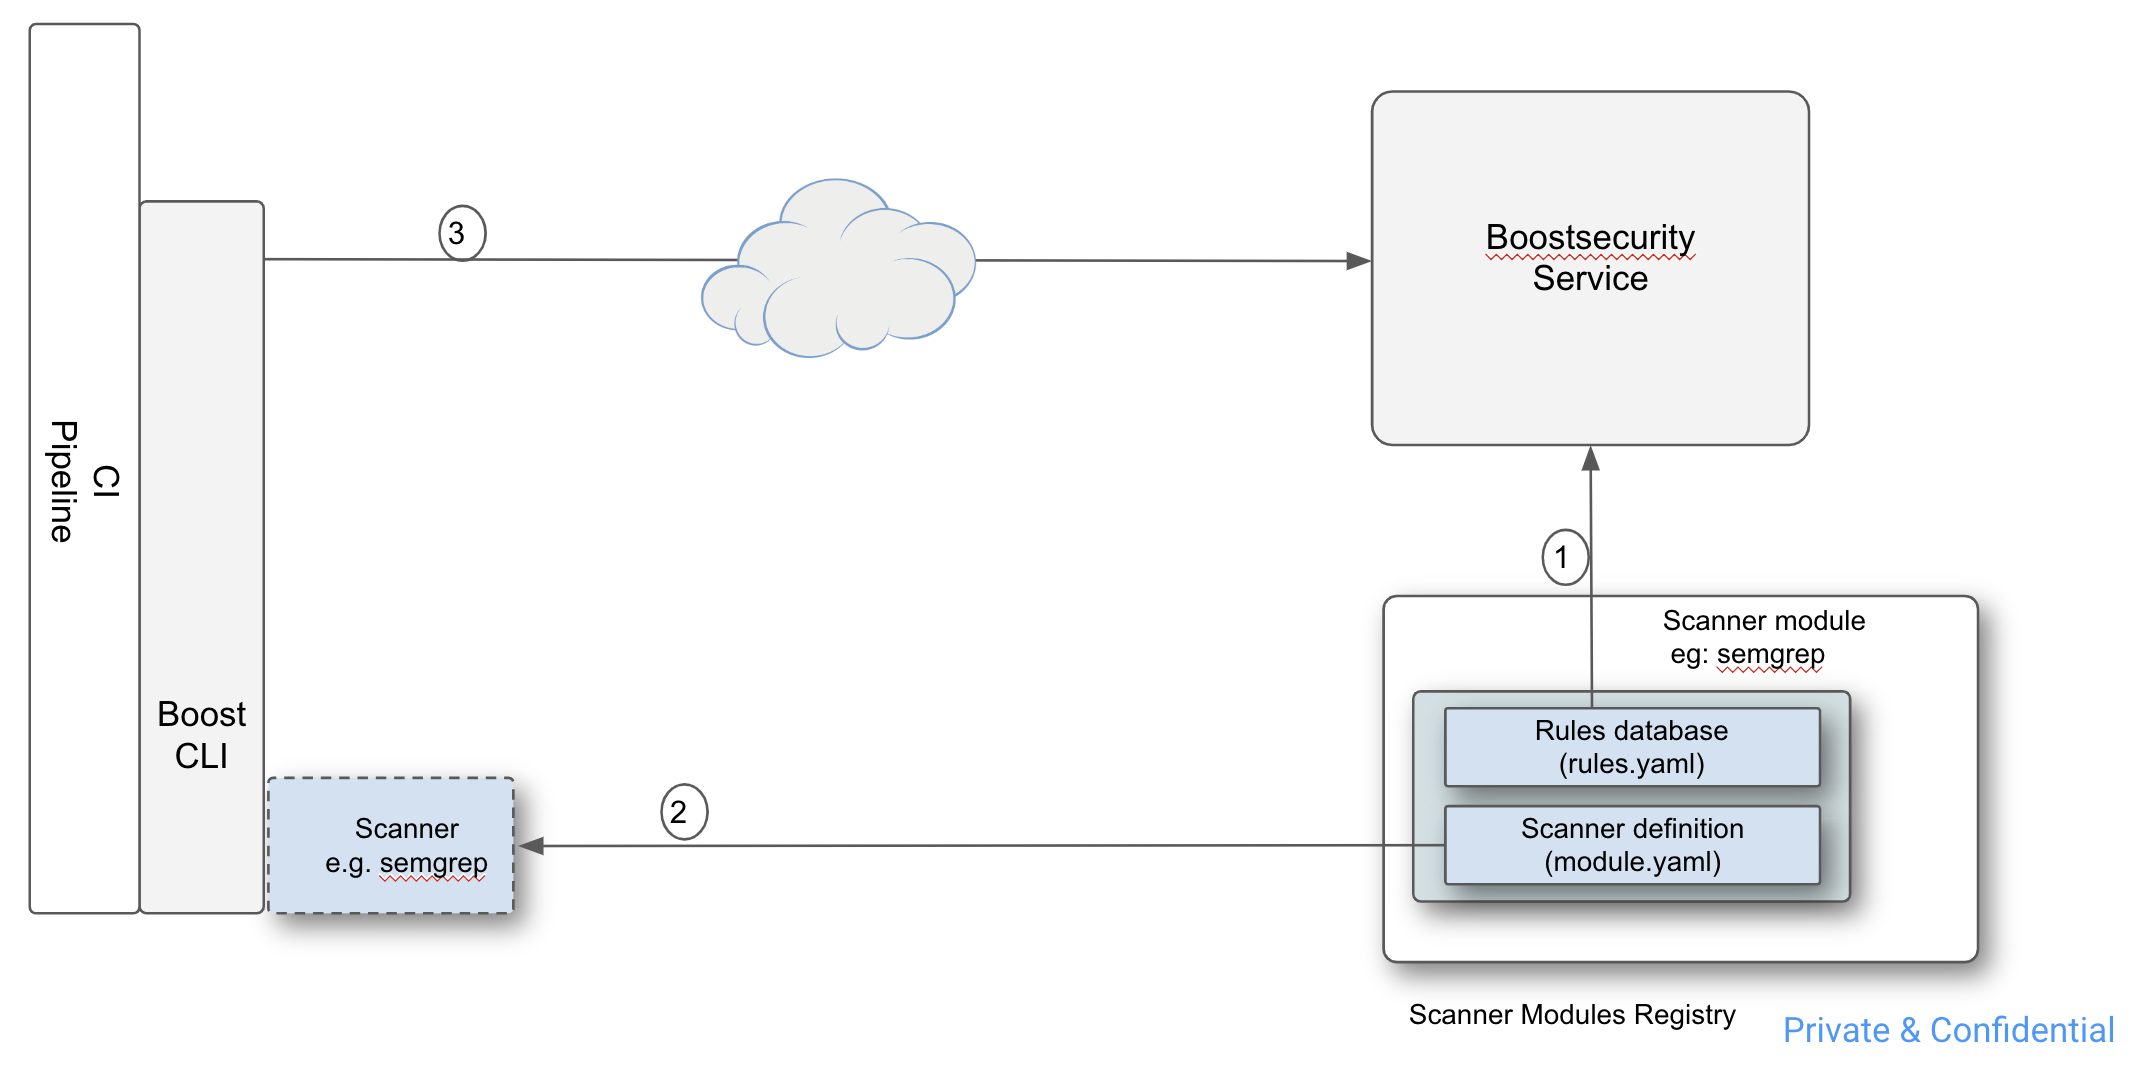 CI
Pipeline
Boost
CLI
3
Boostsecurity
Service
1
Scanner module
eg: semgrep
Rules database
(rules.yaml)
Scanner definition
(module.yaml)
2
Scanner
e.g. semgrep
Scanner Modules Registry
Private & Confidential